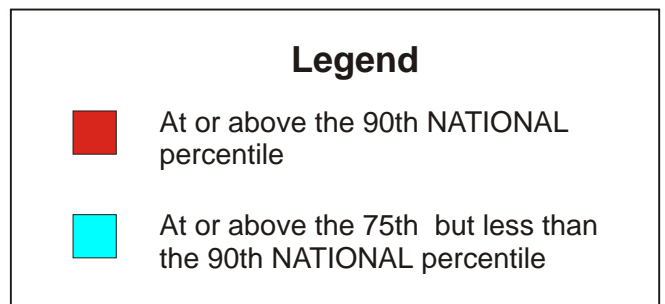 Legend
At or above the 90th NATIONAL
percentile
At or above the 75th but less than
the 90th NATIONAL percentile